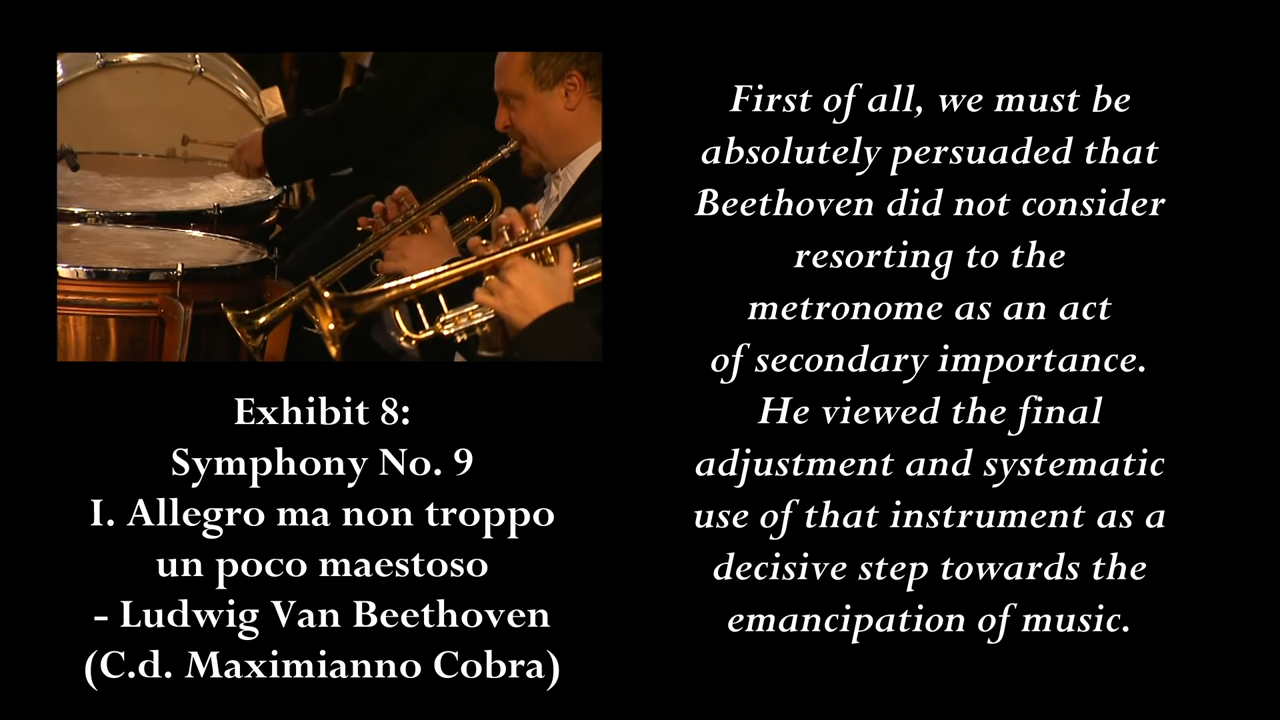 Exhibit 8:
Symphony No. 9
I. Allegro ma non troppo
un poco maestoso
- Ludwig Van Beethoven
(C.d. Maximianno Cobra)
First of all, we must be
absolutely persuaded that
Beethoven did not consider
resorting to the
metronome as an act
of secondary importance.
He viewed the final
adjustment and systematic
use of that instrument as a
decisive step towards the
emancipation of music.